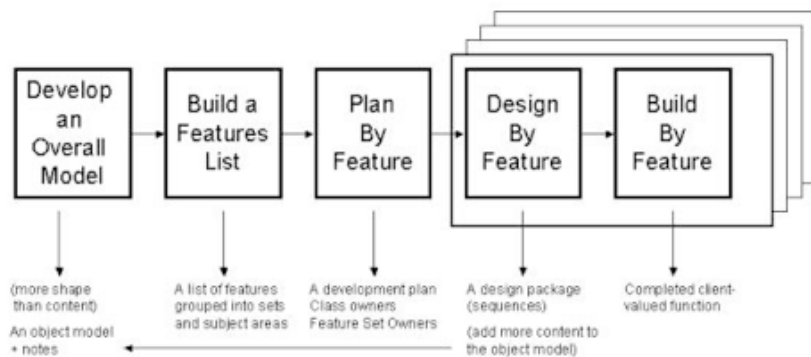 Develop
an
Overall
Model
Build a
Features
List
Plan
By
Feature
Design
By
Feature
Build
By
Feature
(more shape
than content)
An object model
+ notes
A list of features
grouped into sets
and subject areas
A development plan
Class owners
Feature Set Owners
A design package
(sequences)
(add more content to
the object model)
Completed client-
valued function